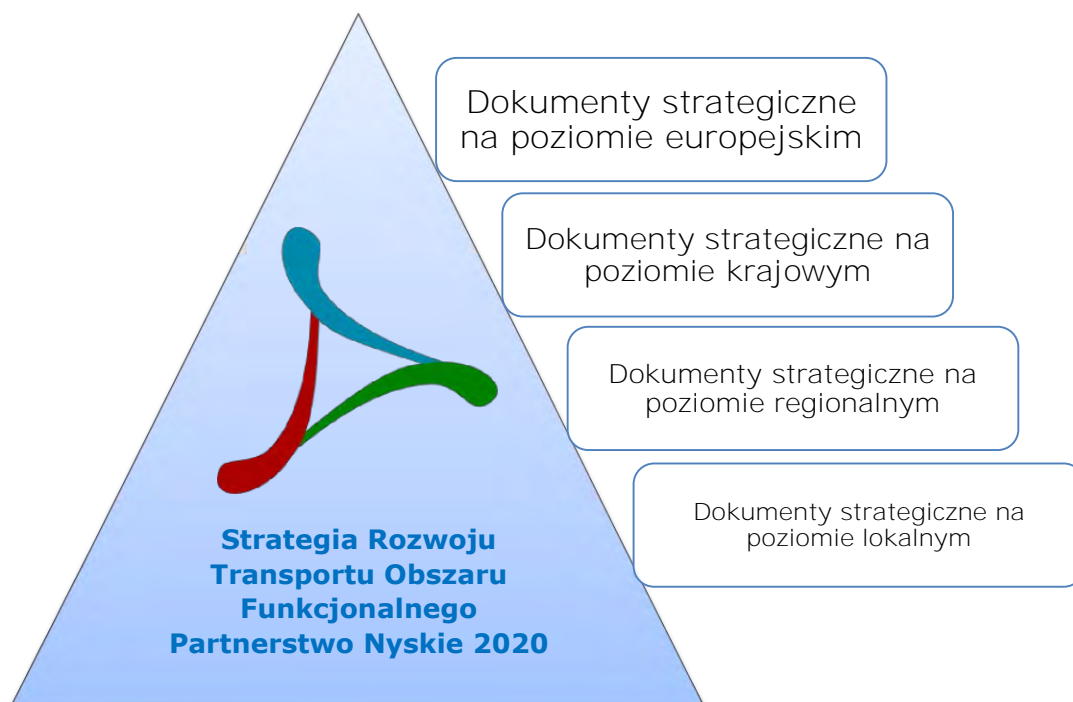 Dokumenty strategiczne
na poziomie europejskim
Dokumenty strategiczne na
poziomie krajowym
Dokumenty strategiczne na
poziomie regionalnym
Dokumenty strategiczne na
poziomie lokalnym
Strategia Rozwoju
Transportu Obszaru
Funkcjonalnego
Partnerstwo Nyskie 2020